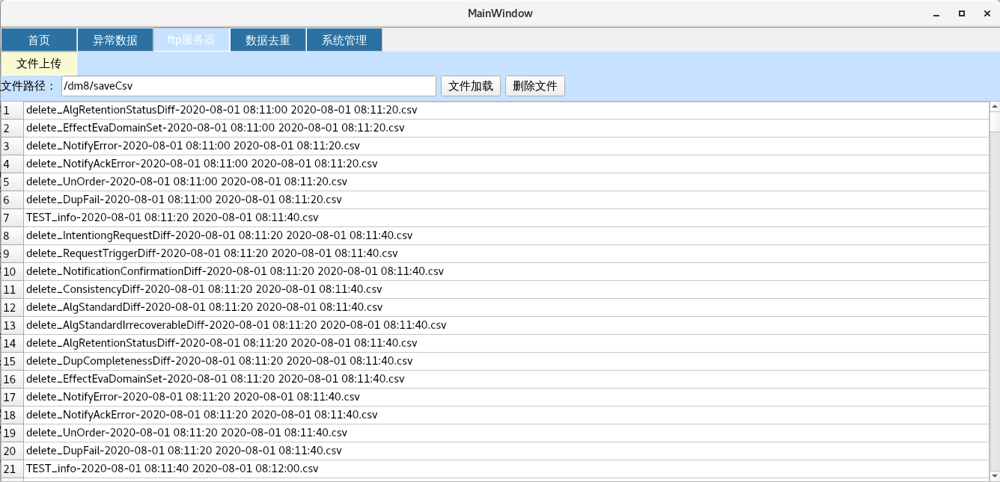 MainWindow
首页 异常数据 ftp服务器 数据去重 系统管理
文件上传
文件路径： /dm8/saveCsv 文件加载 删除文件
1 delete_AlgRetentionStatusDiff-2020-08-01 08:11:00 2020-08-01 08:11:20.csv
2 delete_EffectEvaDomainSet-2020-08-01 08:11:00 2020-08-01 08:11:20.csv
3 delete_NotifyError-2020-08-01 08:11:00 2020-08-01 08:11:20.csv
4 delete_NotifyAckError-2020-08-01 08:11:00 2020-08-01 08:11:20.csv
5 delete_UnOrder-2020-08-01 08:11:00 2020-08-01 08:11:20.csv
6 delete_DupFail-2020-08-01 08:11:00 2020-08-01 08:11:20.csv
7 TEST_info-2020-08-01 08:11:20 2020-08-01 08:11:40.csv
8 delete_IntentiongRequestDiff-2020-08-01 08:11:20 2020-08-01 08:11:40.csv
9 delete_RequestTriggerDiff-2020-08-01 08:11:20 2020-08-01 08:11:40.csv
10 delete_NotificationConfirmationDiff-2020-08-01 08:11:20 2020-08-01 08:11:40.csv
11 delete_ConsistencyDiff-2020-08-01 08:11:20 2020-08-01 08:11:40.csv
12 delete_AlgStandardDiff-2020-08-01 08:11:20 2020-08-01 08:11:40.csv
13 delete_AlgStandardIrrecoverableDiff-2020-08-01 08:11:20 2020-08-01 08:11:40.csv
14 delete_AlgRetentionStatusDiff-2020-08-01 08:11:20 2020-08-01 08:11:40.csv
15 delete_DupCompletenessDiff-2020-08-01 08:11:20 2020-08-01 08:11:40.csv
16 delete_EffectEvaDomainSet-2020-08-01 08:11:20 2020-08-01 08:11:40.csv
17 delete_NotifyError-2020-08-01 08:11:20 2020-08-01 08:11:40.csv
18 delete_NotifyAckError-2020-08-01 08:11:20 2020-08-01 08:11:40.csv
19 delete_UnOrder-2020-08-01 08:11:20 2020-08-01 08:11:40.csv
20 delete_DupFail-2020-08-01 08:11:20 2020-08-01 08:11:40.csv
21 TEST_info-2020-08-01 08:11:40 2020-08-01 08:12:00.csv